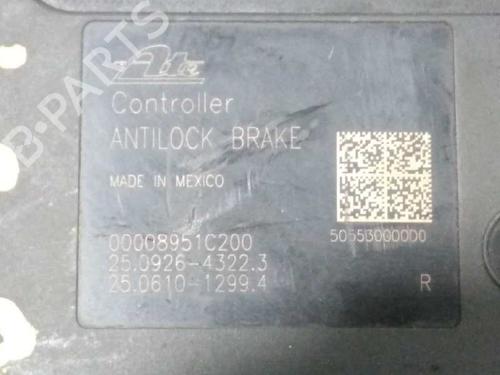 B-PARTS
Ate
Controller
ANTILOCK BRAKE
MADE IN MEXICO
00008951C200
50553000000
25.0926-4322.3
25.0610-1299.4
R